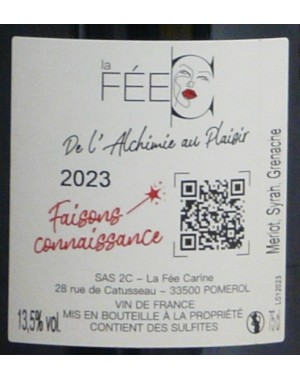 la
FÉE C
De l'Alchimie au Plaisir
2023
Faisons
connaissance
Merlot, Syrah, Grenache
SAS 2C – La Fée Carine
28 rue de Catusseau – 33500 POMEROL
VIN DE FRANCE
13,5% vol.
MIS EN BOUTEILLE À LA PROPRIÉTÉ
CONTIENT DES SULFITES
75cl